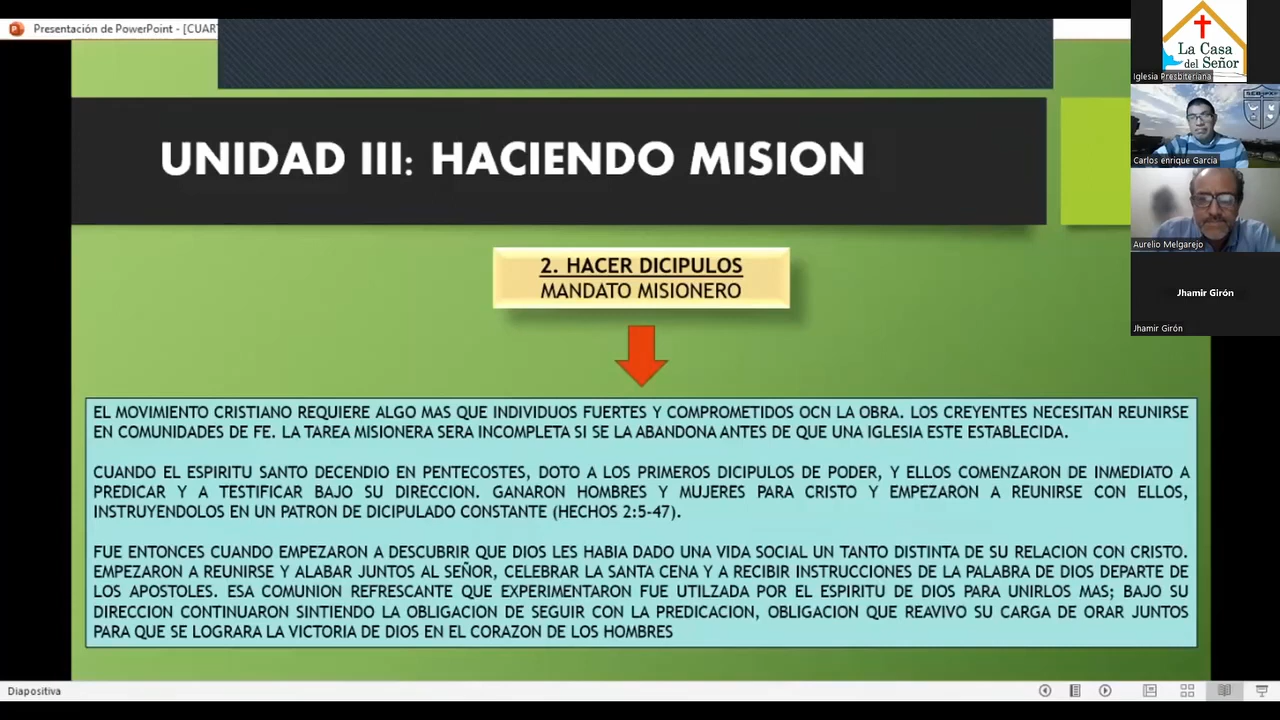 Presentación de PowerPoint - [CUAR
UNIDAD III: HACIENDO MISION
2. HACER DICIPULOS
MANDATO MISIONERO
EL MOVIMIENTO CRISTIANO REQUIERE ALGO MAS QUE INDIVIDUOS FUERTES Y COMPROMETIDOS OCN LA OBRA. LOS CREYENTES NECESITAN REUNIRSE
EN COMUNIDADES DE FE. LA TAREA MISIONERA SERA INCOMPLETA SI SE LA ABANDONA ANTES DE QUE UNA IGLESIA ESTE ESTABLECIDA.
CUANDO EL ESPIRITU SANTO DECENDIO EN PENTECOSTES, DOTO A LOS PRIMEROS DICIPULOS DE PODER, Y ELLOS COMENZARON DE INMEDIATO A
PREDICAR Y A TESTIFICAR BAJO SU DIRECCION. GANARON HOMBRES Y MUJERES PARA CRISTO Y EMPEZARON A REUNIRSE CON ELLOS,
INSTRUYENDOLOS EN UN PATRON DE DICIPULADO CONSTANTE (HECHOS 2:5-47).
FUE ENTONCES CUANDO EMPEZARON A DESCUBRIR QUE DIOS LES HABIA DADO UNA VIDA SOCIAL UN TANTO DISTINTA DE SU RELACION CON CRISTO.
EMPEZARON A REUNIRSE Y ALABAR JUNTOS AL SEÑOR, CELEBRAR LA SANTA CENA Y A RECIBIR INSTRUCCIONES DE LA PALABRA DE DIOS DEPARTE DE
LOS APOSTOLES. ESA COMUNION REFRESCANTE QUE EXPERIMENTARON FUE UTILZADA POR EL ESPIRITU DE DIOS PARA UNIRLOS MAS; BAJO SU
DIRECCION CONTINUARON SINTIENDO LA OBLIGACION DE SEGUIR CON LA PREDICACION, OBLIGACION QUE REAVIVO SU CARGA DE ORAR JUNTOS
PARA QUE SE LOGRARA LA VICTORIA DE DIOS EN EL CORAZON DE LOS HOMBRES
Diapositiva
La Casa
del Señor
Iglesia Presbiteriana
Carlos enrique Garcia
Aurelio Melgarejo
Jhamir Girón
Jhamir Girón